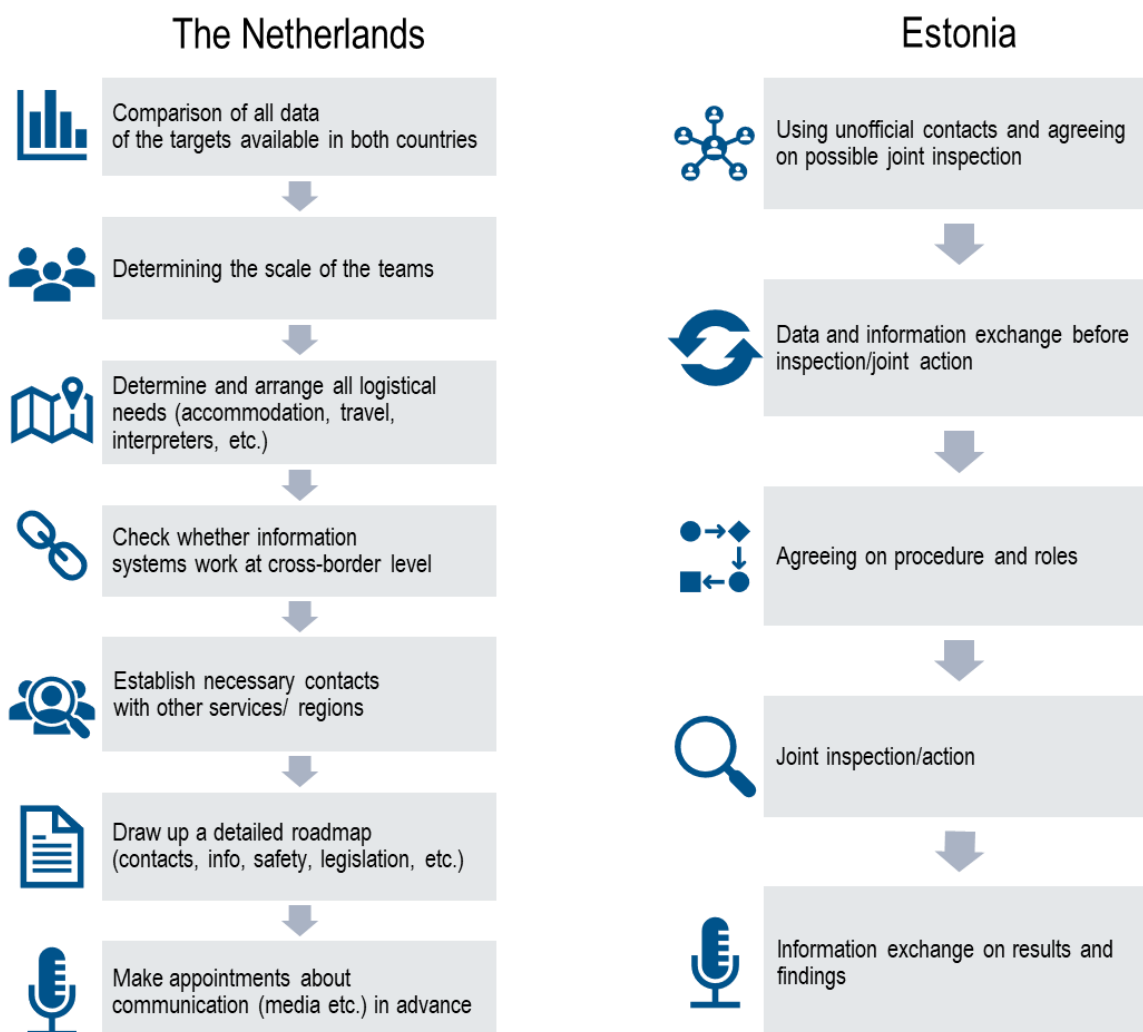 The Netherlands
Comparison of all data
of the targets available in both countries
Determining the scale of the teams
Determine and arrange all logistical
needs (accommodation, travel,
interpreters, etc.)
Check whether information
systems work at cross-border level
Establish necessary contacts
with other services/ regions
Draw up a detailed roadmap
(contacts, info, safety, legislation, etc.)
Make appointments about
communication (media etc.) in advance
Estonia
Using unofficial contacts and agreeing
on possible joint inspection
Data and information exchange before
inspection/joint action
Agreeing on procedure and roles
Joint inspection/action
Information exchange on results and
findings